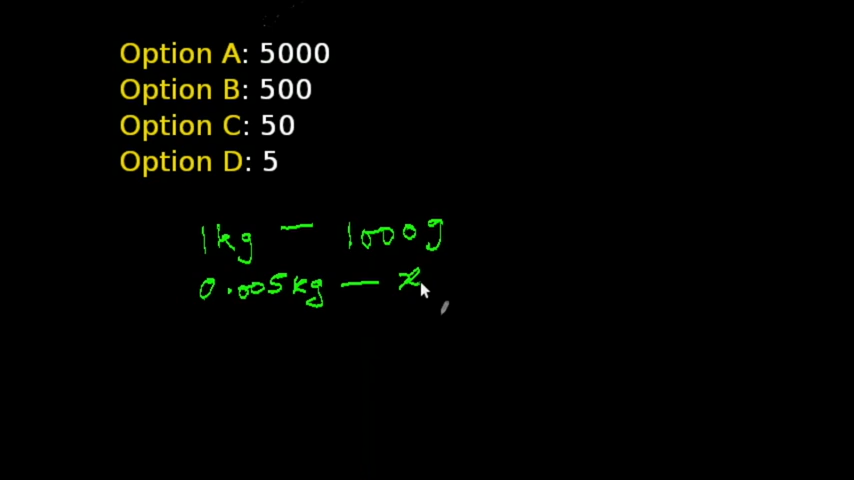 Option A: 5000
Option B: 500
Option C: 50
Option D: 5
1kg — 1000g
0.005kg — x